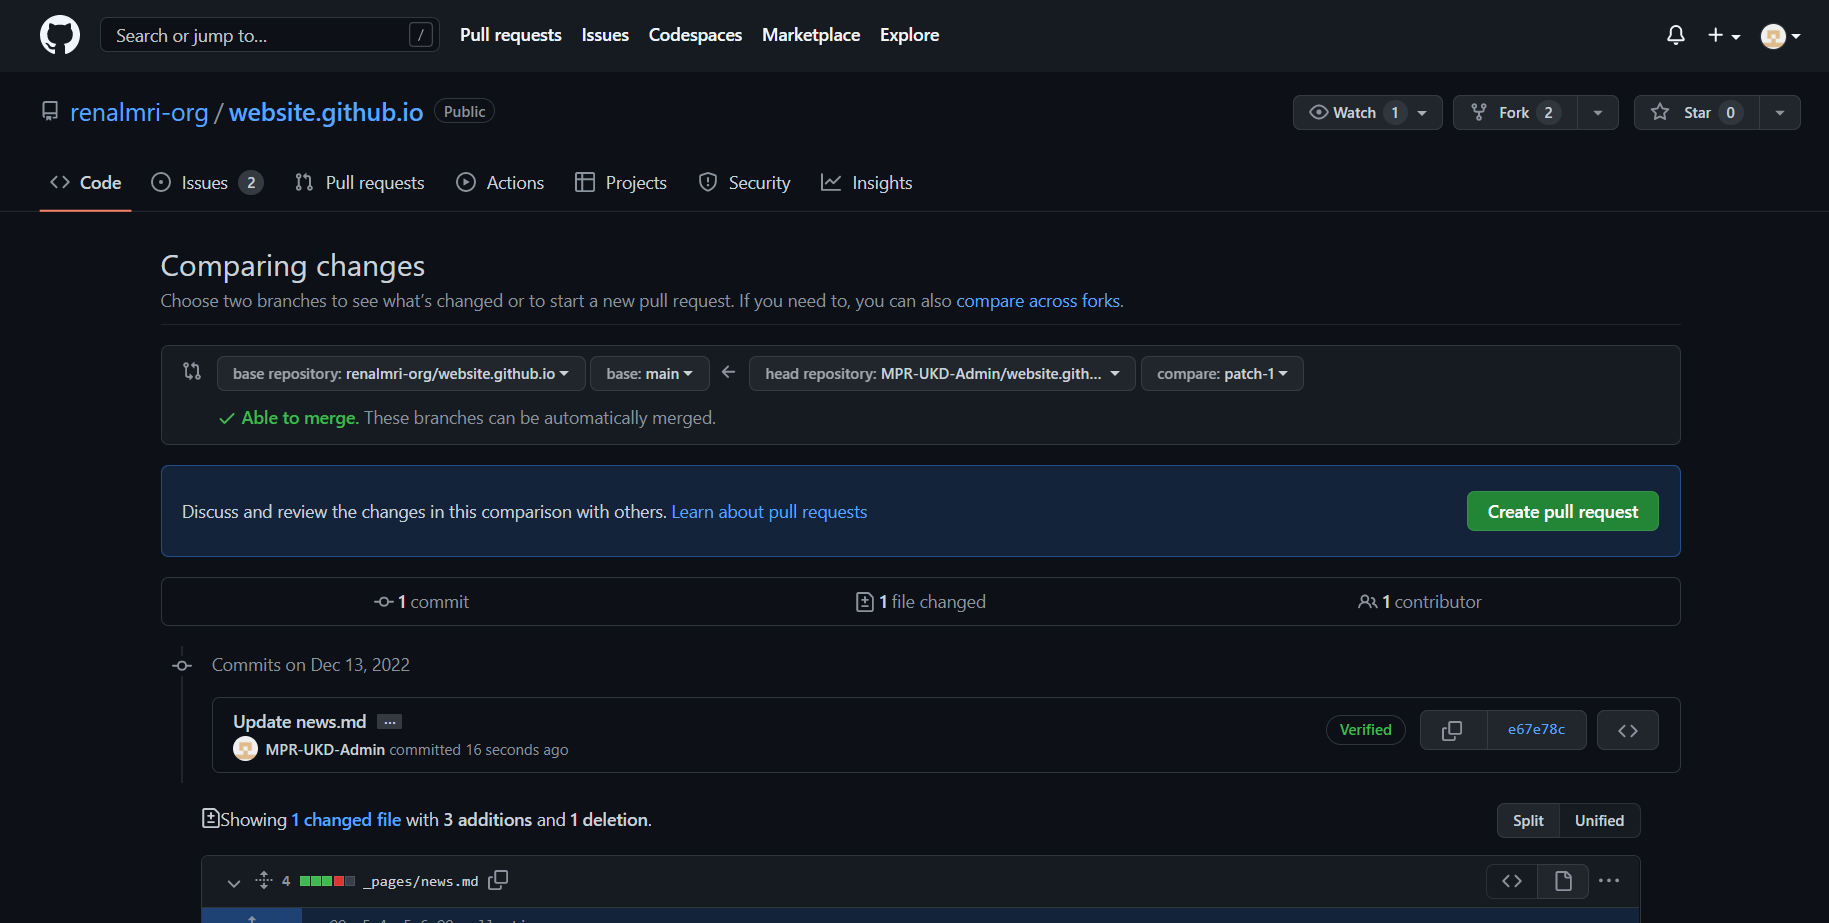 Search or jump to... /
Pull requests Issues Codespaces Marketplace Explore
renalmri-org / website.github.io Public
Watch 1 Fork 2 Star 0
Code Issues 2 Pull requests Actions Projects Security Insights
Comparing changes
Choose two branches to see what's changed or to start a new pull request. If you need to, you can also compare across forks.
base repository: renalmri-org/website.github.io base: main head repository: MPR-UKD-Admin/website.gith... compare: patch-1
Able to merge. These branches can be automatically merged.
Discuss and review the changes in this comparison with others. Learn about pull requests
Create pull request
1 commit 1 file changed 1 contributor
Commits on Dec 13, 2022
Update news.md ...
MPR-UKD-Admin committed 16 seconds ago
Verified e67e78c
Showing 1 changed file with 3 additions and 1 deletion.
Split Unified
4 _pages/news.md